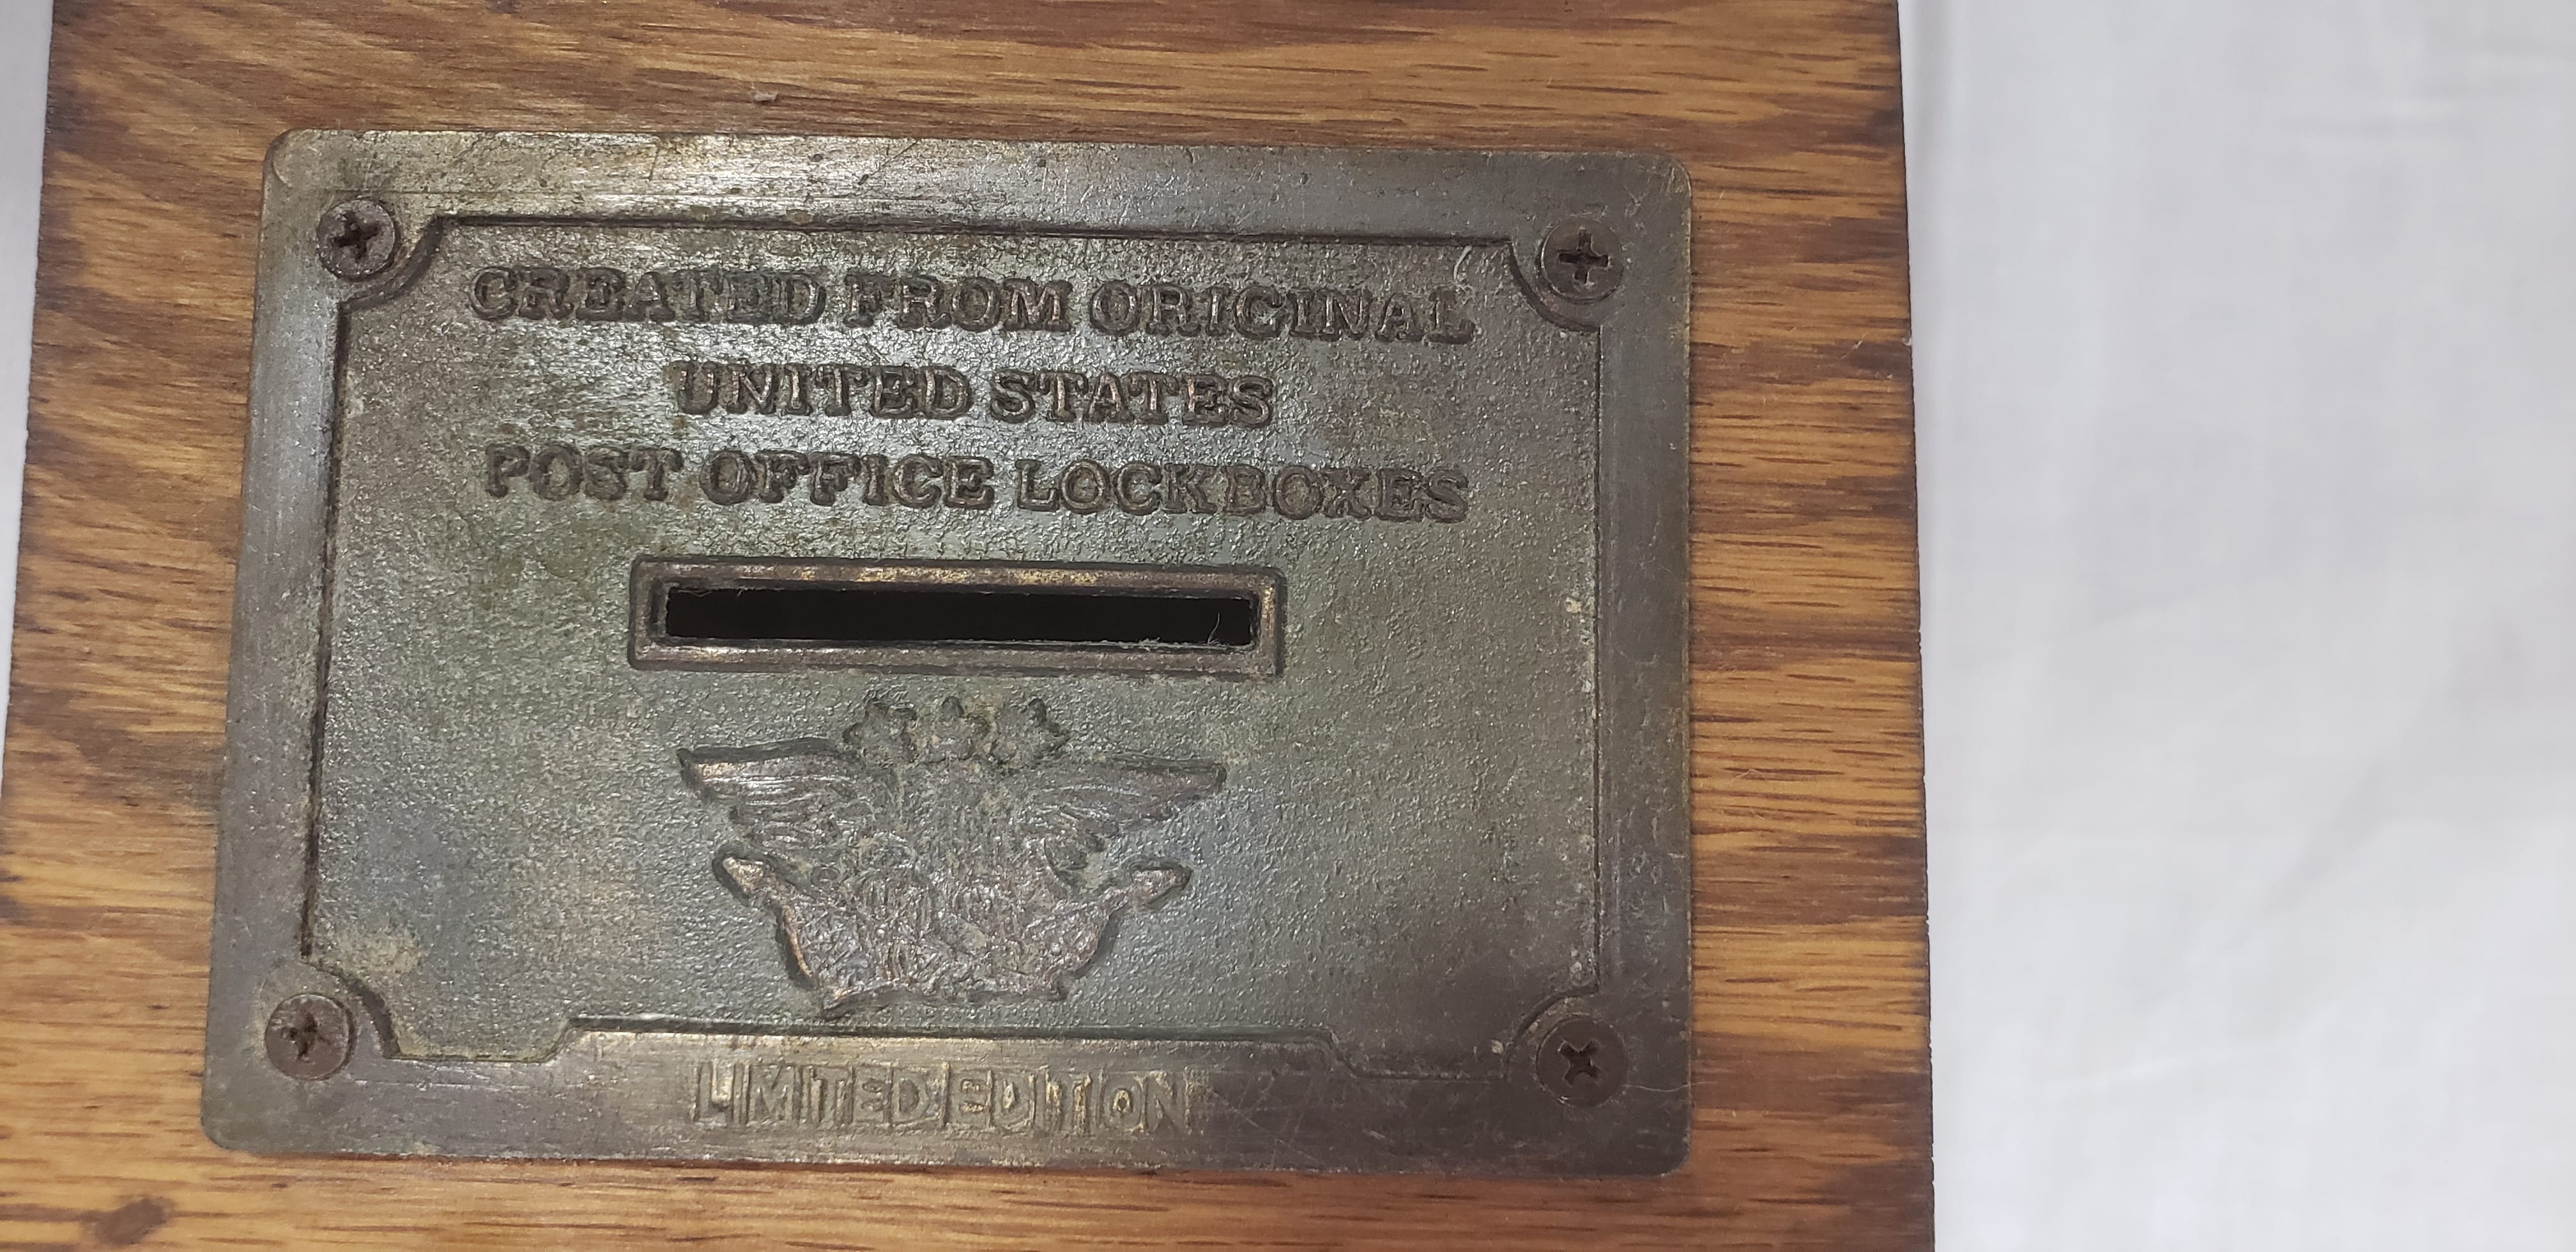 CREATED FROM ORIGINAL
UNITED STATES
POST OFFICE LOCKBOXES
LIMITED EDITION